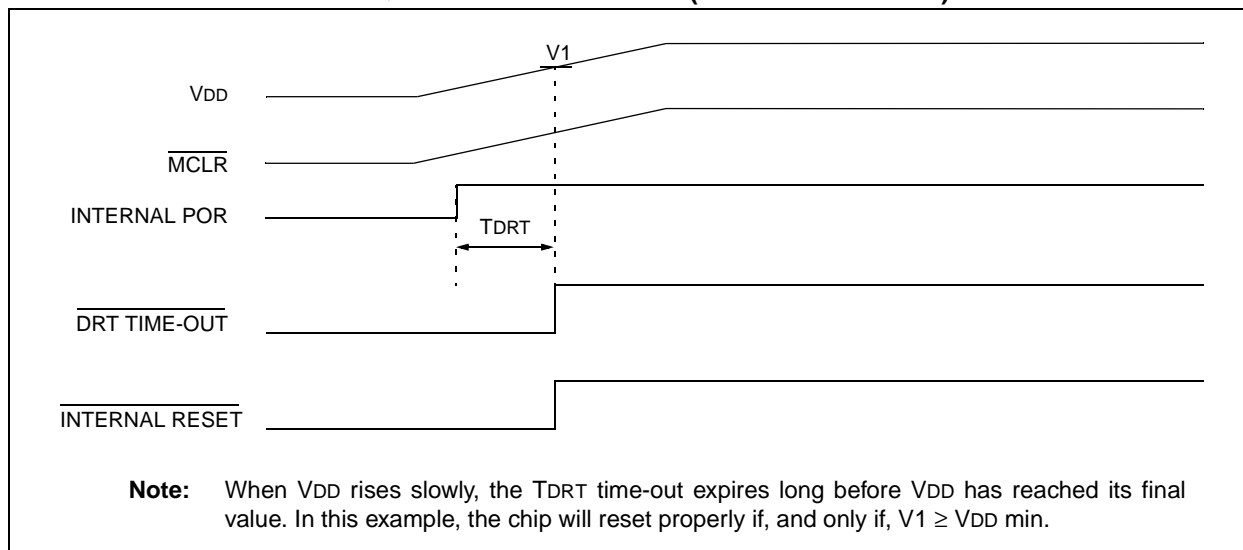 V1
VDD
MCLR
INTERNAL POR
TDRT
DRT TIME-OUT
INTERNAL RESET
Note: When VDD rises slowly, the TDRT time-out expires long before VDD has reached its final
value. In this example, the chip will reset properly if, and only if, V1 ≥ VDD min.